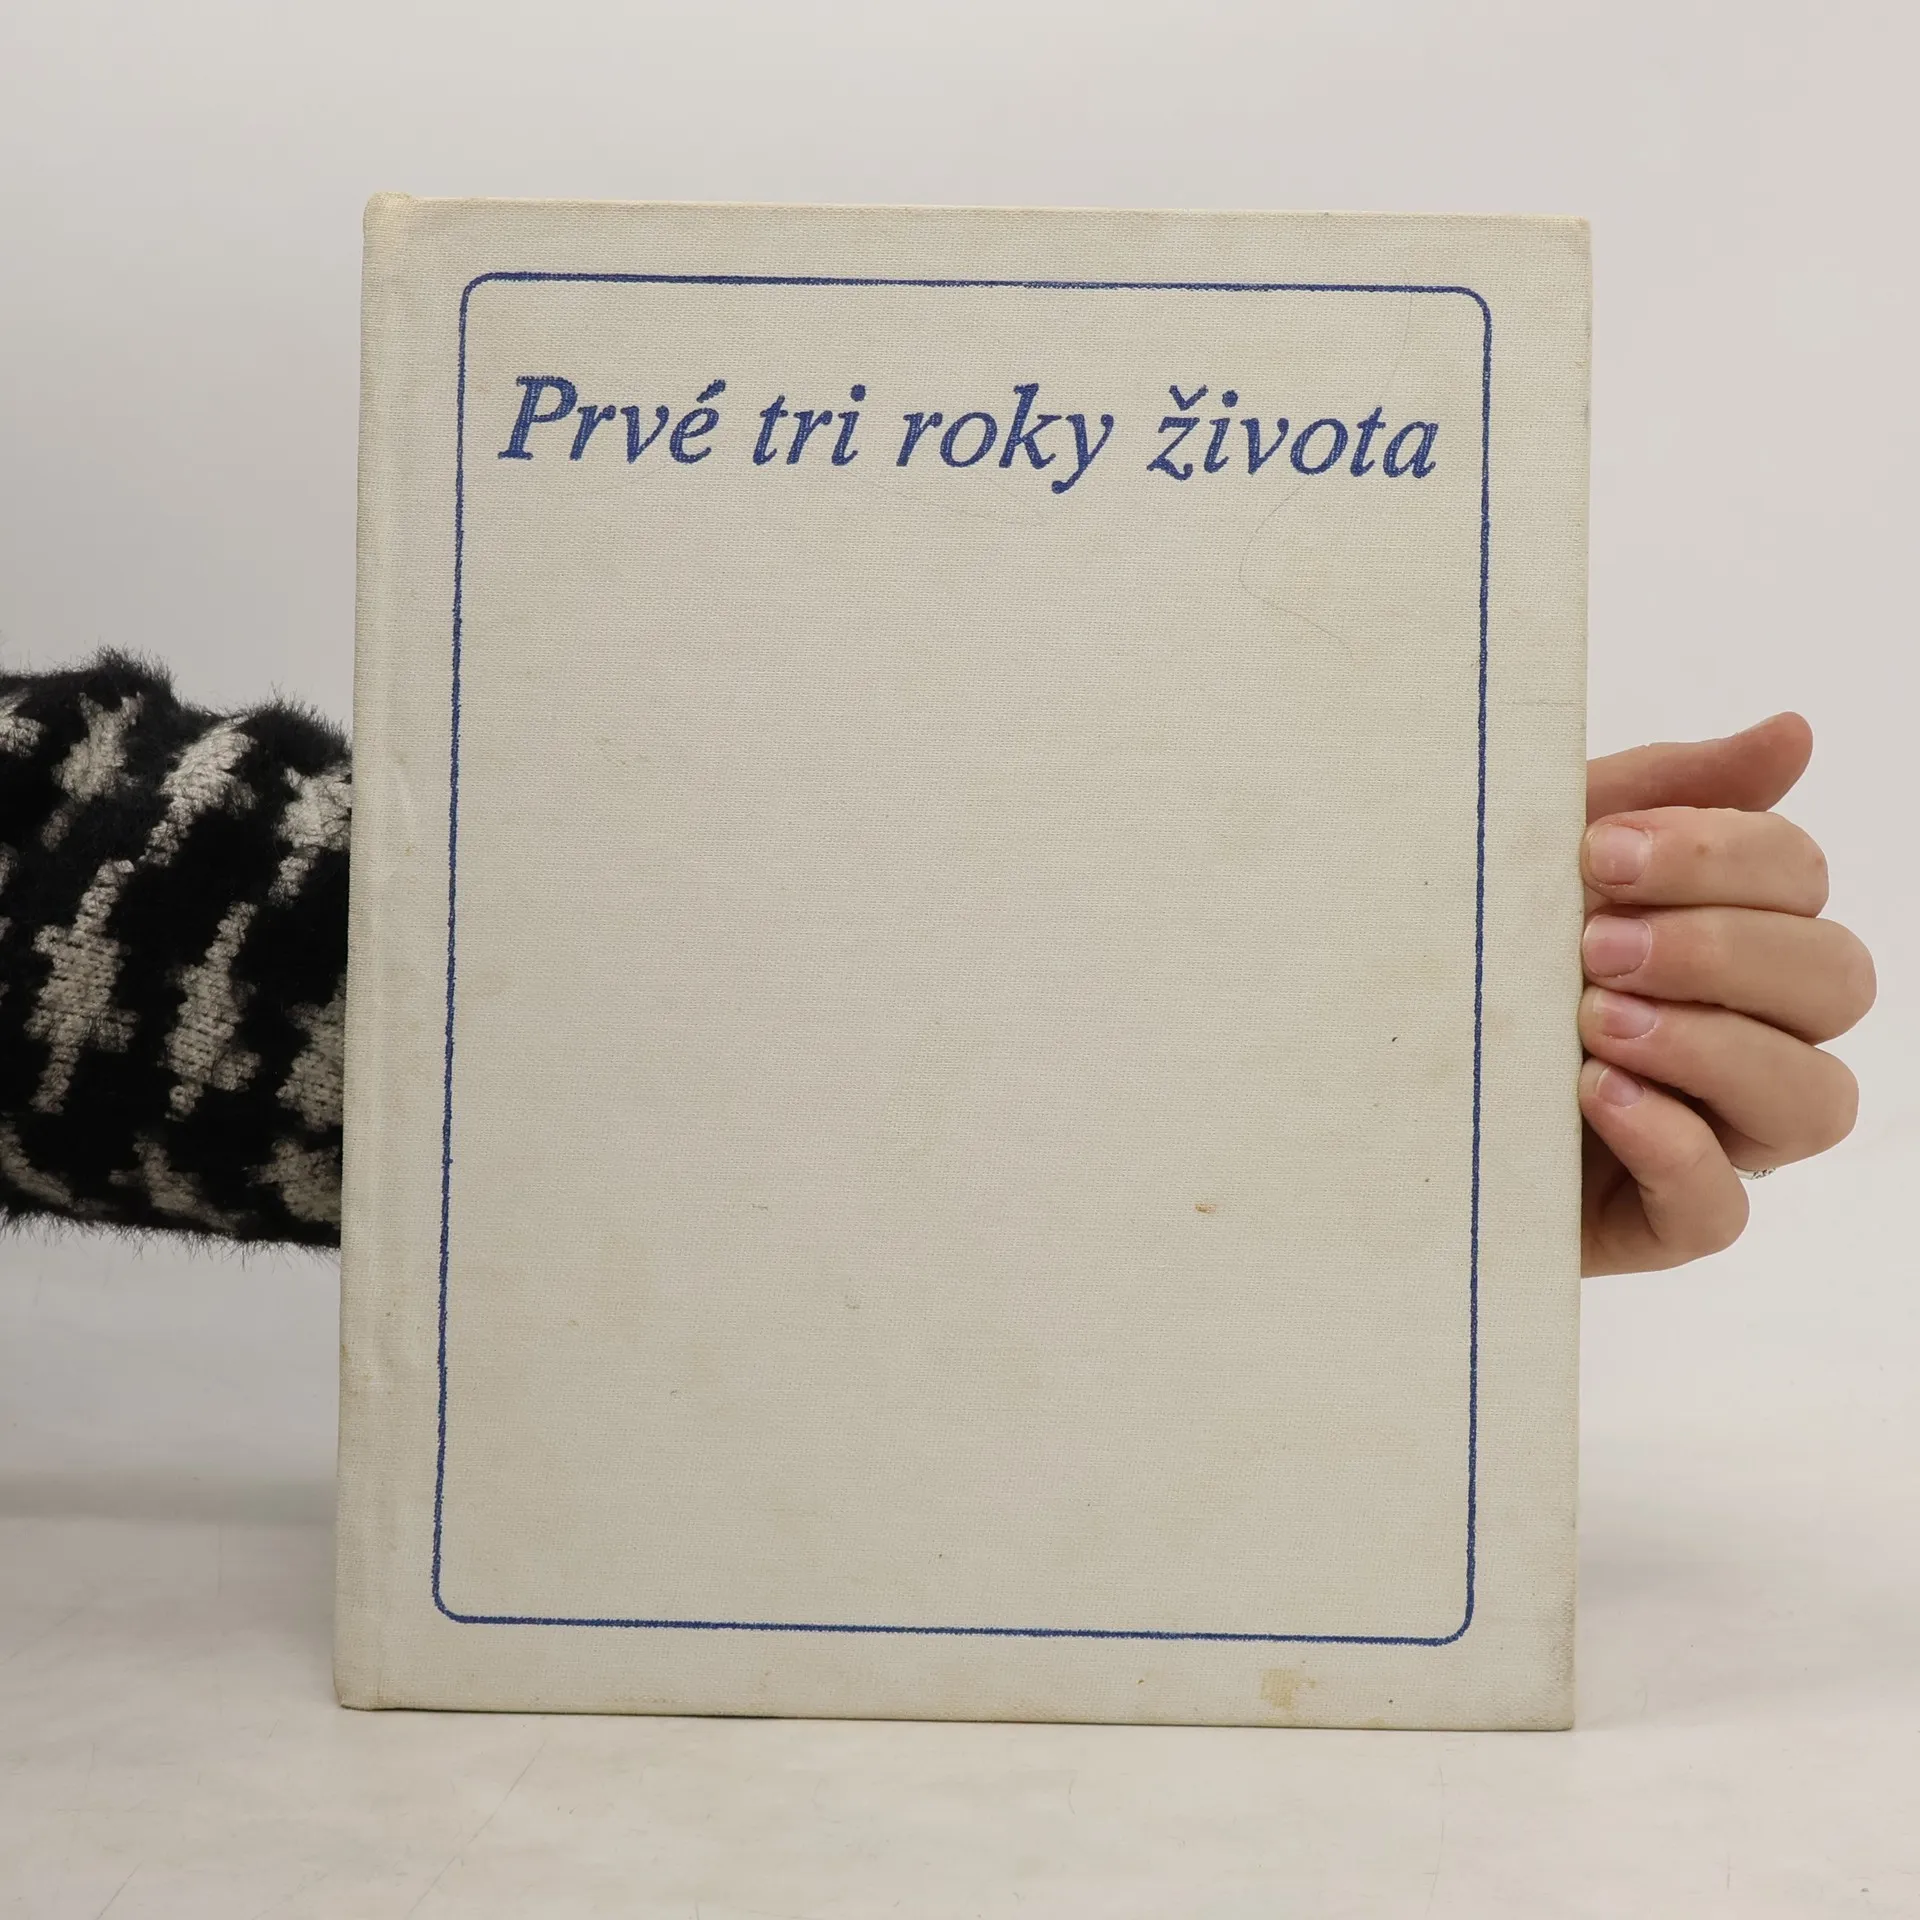 Prvé tri roky života